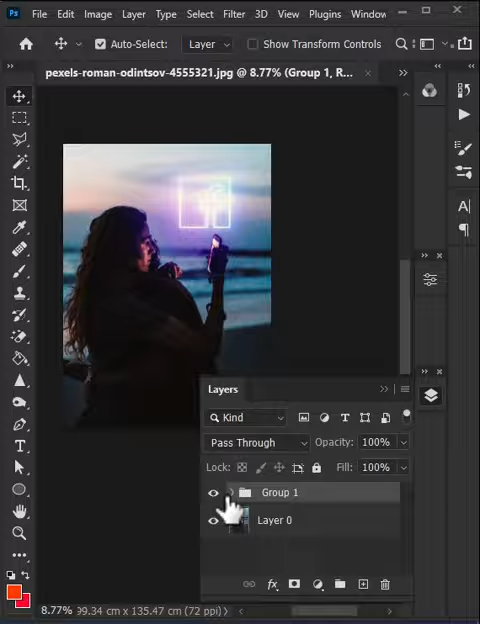 Ps File Edit Image Layer Type Select Filter 3D View Plugins Window
Auto-Select: Layer Show Transform Controls
pexels-roman-odintsov-4555321.jpg @ 8.77% (Group 1, R...
Layers
Kind
Pass Through Opacity: 100%
Lock: Fill: 100%
Group 1
Layer 0
fx
8.77% 99.34 cm x 135.47 cm (72 ppi)